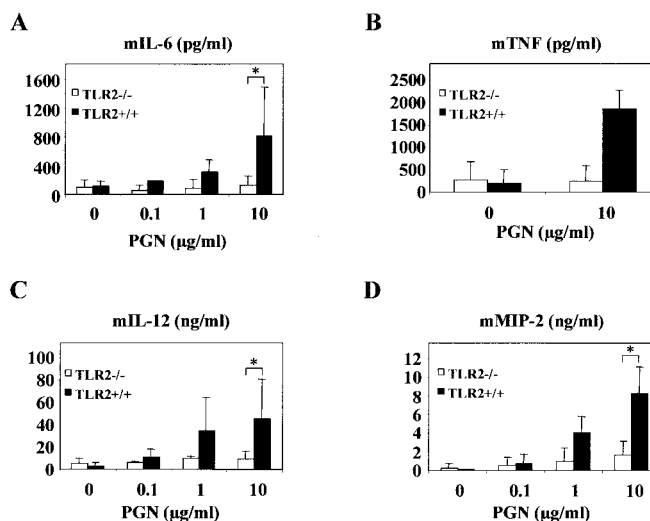 A
mIL-6 (pg/ml)
1600
1200
800
400
0
TLR2-/-
TLR2+/+
*
0 0.1 1 10
PGN (µg/ml)
B
mTNF (pg/ml)
2500
2000
1500
1000
500
0
TLR2-/-
TLR2+/+
0 10
PGN (µg/ml)
C
mIL-12 (ng/ml)
100
80
60
40
20
0
TLR2-/-
TLR2+/+
*
0 0.1 1 10
PGN (µg/ml)
D
mMIP-2 (ng/ml)
12
10
8
6
4
2
0
TLR2-/-
TLR2+/+
*
0 0.1 1 10
PGN (µg/ml)